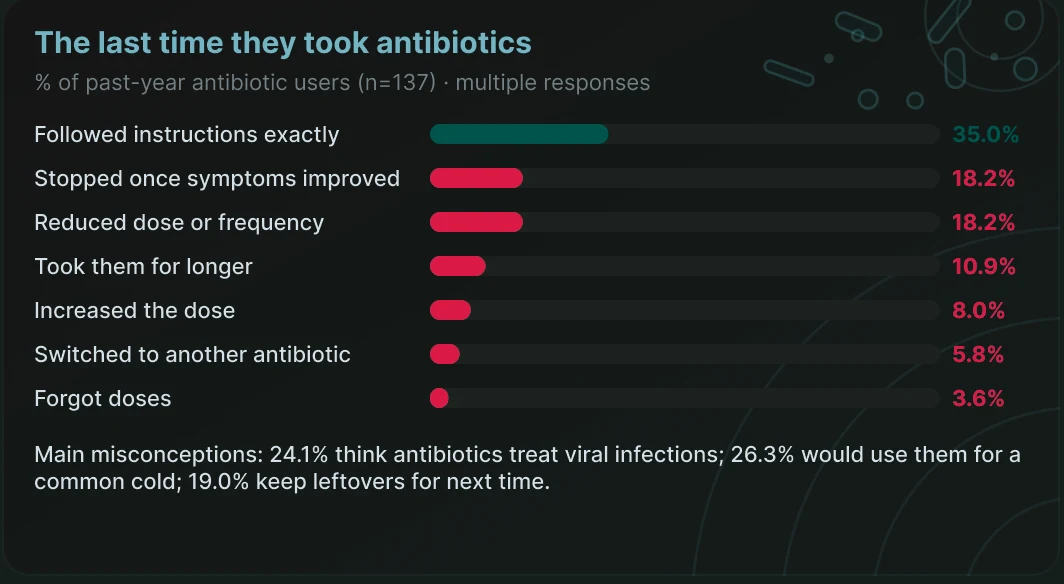 The last time they took antibiotics
% of past-year antibiotic users (n=137) · multiple responses
Followed instructions exactly 35.0%
Stopped once symptoms improved 18.2%
Reduced dose or frequency 18.2%
Took them for longer 10.9%
Increased the dose 8.0%
Switched to another antibiotic 5.8%
Forgot doses 3.6%
Main misconceptions: 24.1% think antibiotics treat viral infections; 26.3% would use them for a
common cold; 19.0% keep leftovers for next time.